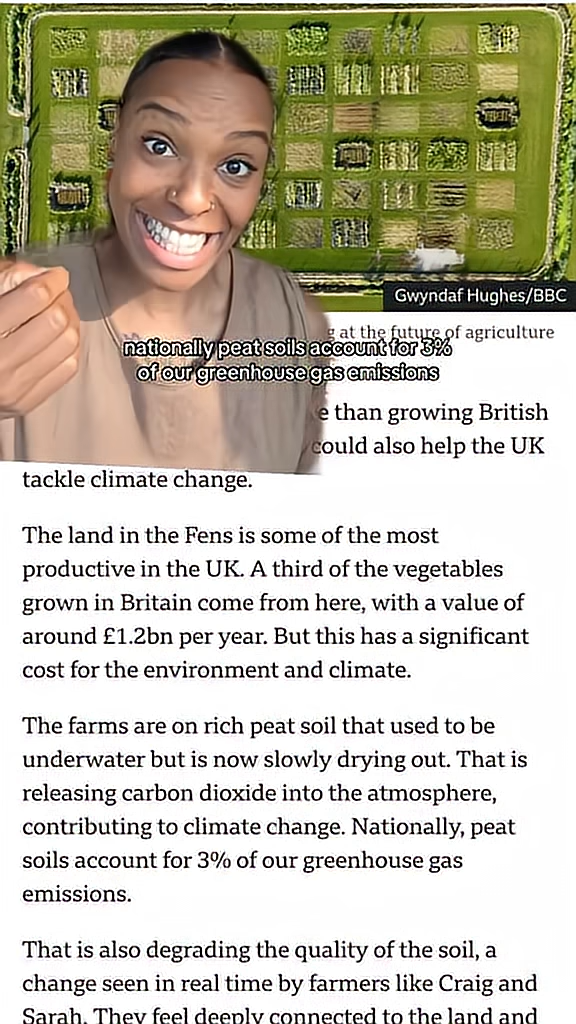 Gwyndaf Hughes/BBC
at the future of agriculture
nationally peat soils account for 3%
of our greenhouse gas emissions
than growing British
could also help the UK
tackle climate change.
The land in the Fens is some of the most
productive in the UK. A third of the vegetables
grown in Britain come from here, with a value of
around £1.2bn per year. But this has a significant
cost for the environment and climate.
The farms are on rich peat soil that used to be
underwater but is now slowly drying out. That is
releasing carbon dioxide into the atmosphere,
contributing to climate change. Nationally, peat
soils account for 3% of our greenhouse gas
emissions.
That is also degrading the quality of the soil, a
change seen in real time by farmers like Craig and
Sarah. They feel deeply connected to the land and